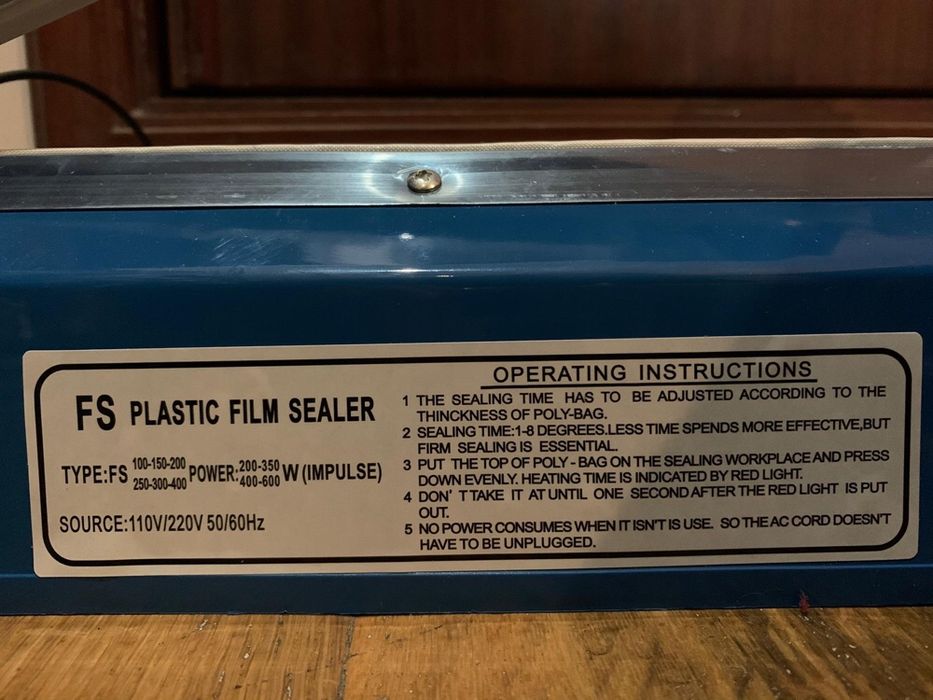 FS PLASTIC FILM SEALER
TYPE:FS 100-150-200 250-300-400 POWER: 200-350 400-600 W (IMPULSE)
SOURCE:110V/220V 50/60Hz
OPERATING INSTRUCTIONS
1 THE SEALING TIME HAS TO BE ADJUSTED ACCORDING TO THE
THINCKNESS OF POLY-BAG.
2 SEALING TIME:1-8 DEGREES.LESS TIME SPENDS MORE EFFECTIVE,BUT
FIRM SEALING IS ESSENTIAL.
3 PUT THE TOP OF POLY-BAG ON THE SEALING WORKPLACE AND PRESS
DOWN EVENLY. HEATING TIME IS INDICATED BY RED LIGHT.
4 DON'T TAKE IT AT UNTIL ONE SECOND AFTER THE RED LIGHT IS PUT
OUT.
5 NO POWER CONSUMES WHEN IT ISN'T IS USE. SO THE AC CORD DOESN'T
HAVE TO BE UNPLUGGED.